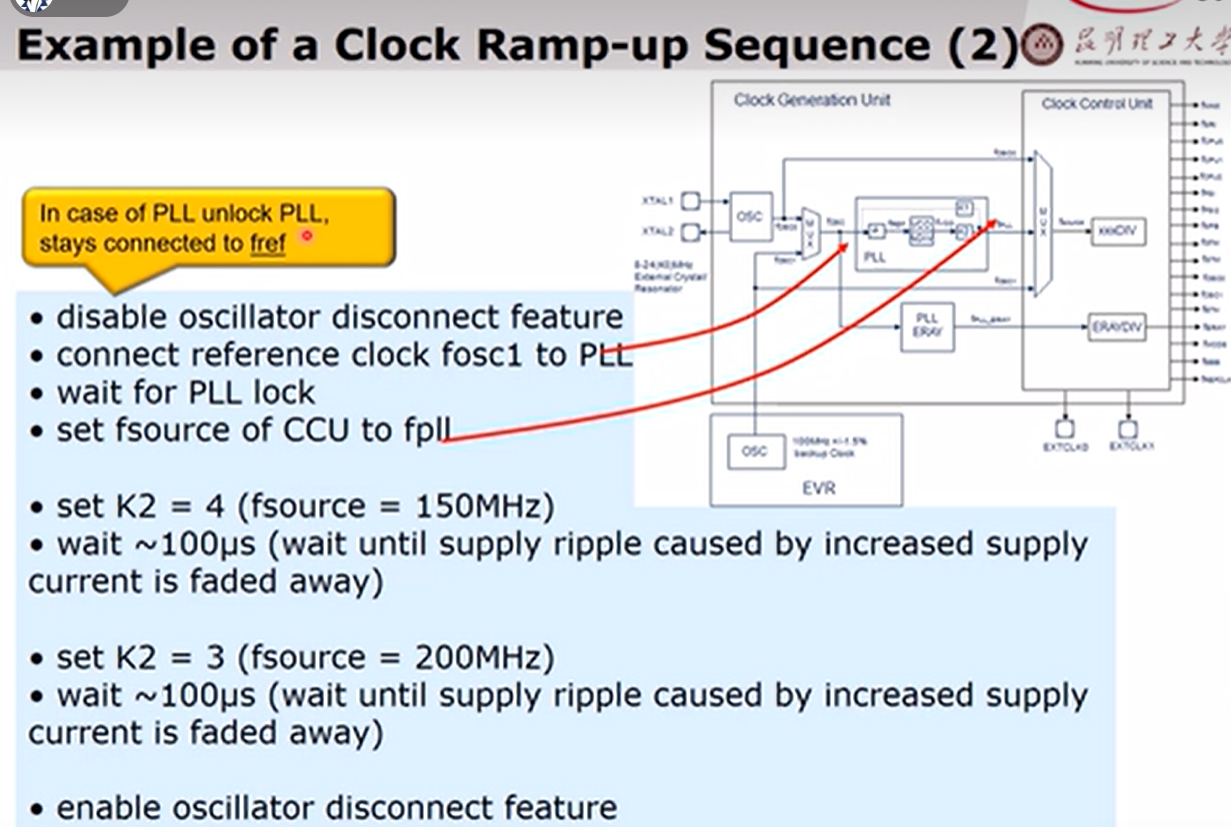 Example of a Clock Ramp-up Sequence (2)
昆明理工大学
Clock Generation Unit
Clock Control Unit
In case of PLL unlock PLL,
stays connected to fref
XTAL1
XTAL2
OSC
MUX
PLL
MUX
xxxDIV
External Crystal/
Resonator
PLL
ERAY
ERAYDIV
OSC
100MHz +/-1.5%
backup Clock
EVR
EXTCLK0
EXTCLK1
• disable oscillator disconnect feature
• connect reference clock fosc1 to PLL
• wait for PLL lock
• set fsource of CCU to fpll
• set K2 = 4 (fsource = 150MHz)
• wait ~100µs (wait until supply ripple caused by increased supply
current is faded away)
• set K2 = 3 (fsource = 200MHz)
• wait ~100µs (wait until supply ripple caused by increased supply
current is faded away)
• enable oscillator disconnect feature